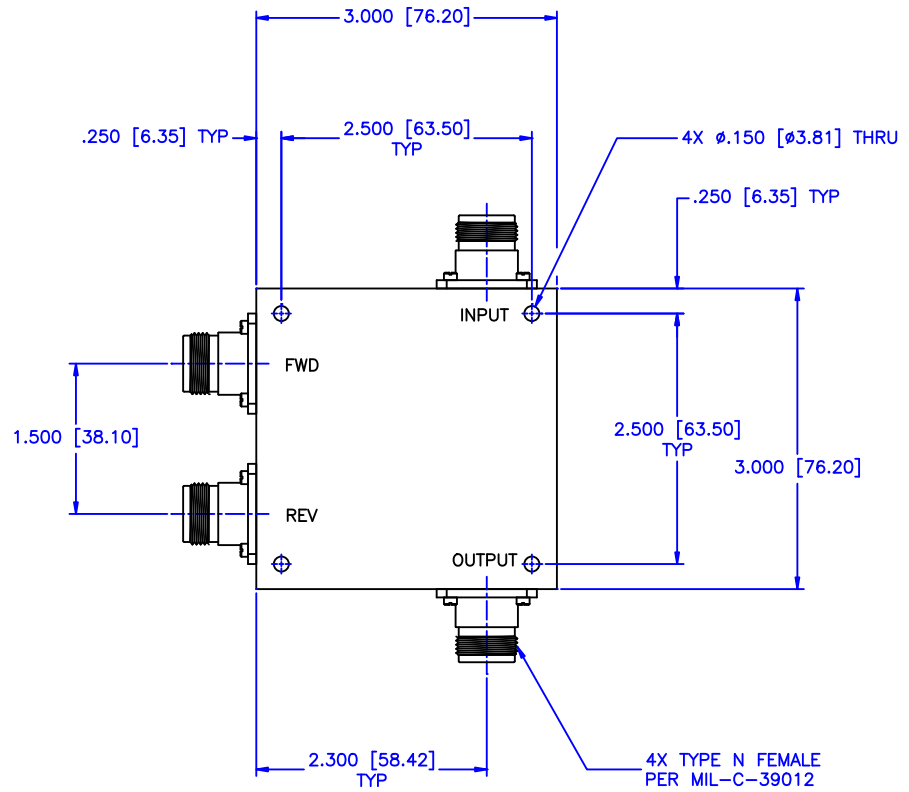 3.000 [76.20]
.250 [6.35] TYP
2.500 [63.50]
TYP
4X ø.150 [ø3.81] THRU
.250 [6.35] TYP
INPUT
FWD
1.500 [38.10]
2.500 [63.50]
TYP
3.000 [76.20]
REV
OUTPUT
2.300 [58.42]
TYP
4X TYPE N FEMALE
PER MIL-C-39012